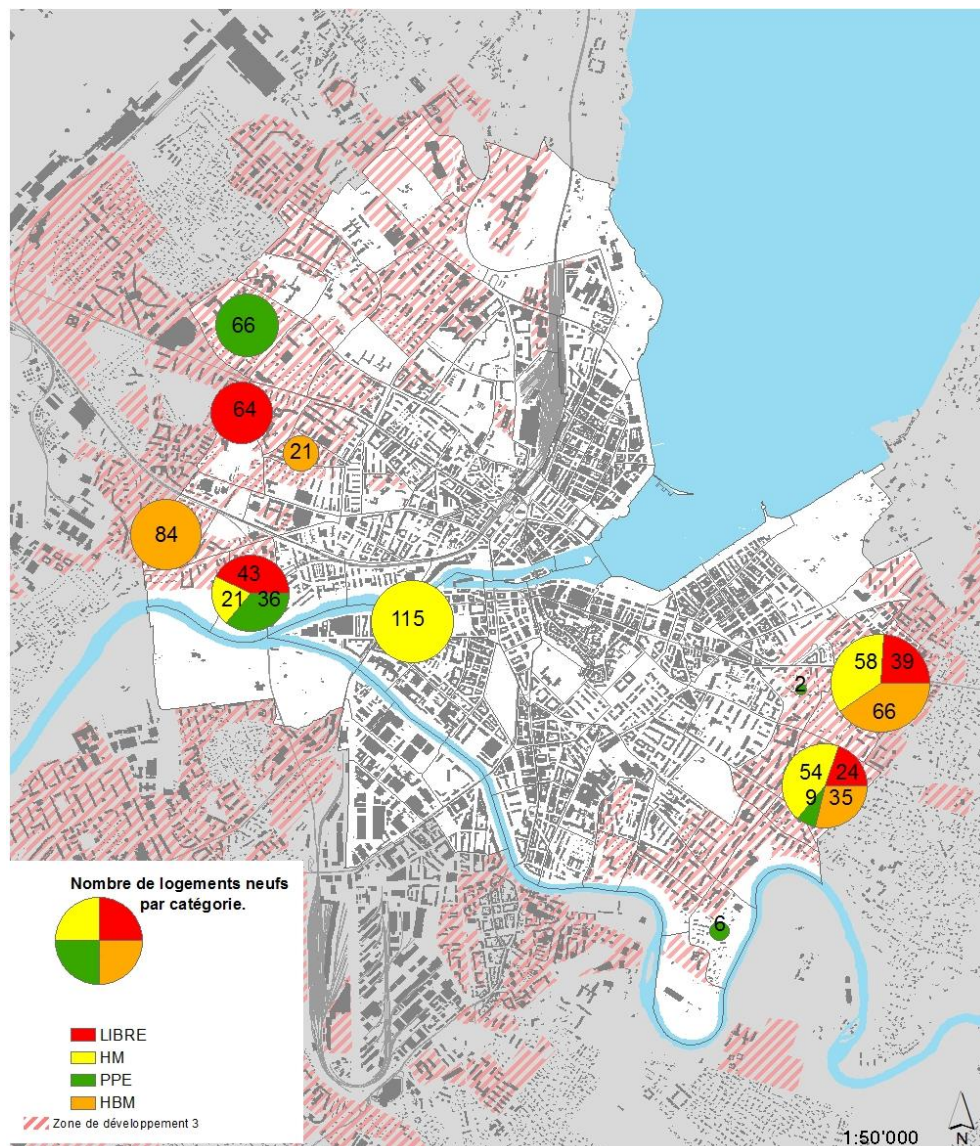 66
64
21
84
43
21 36
115
58 39
2
66
54 24
9 35
6
Nombre de logements neufs
par catégorie.
LIBRE
HM
PPE
HBM
Zone de développement 3
1:50'000
N